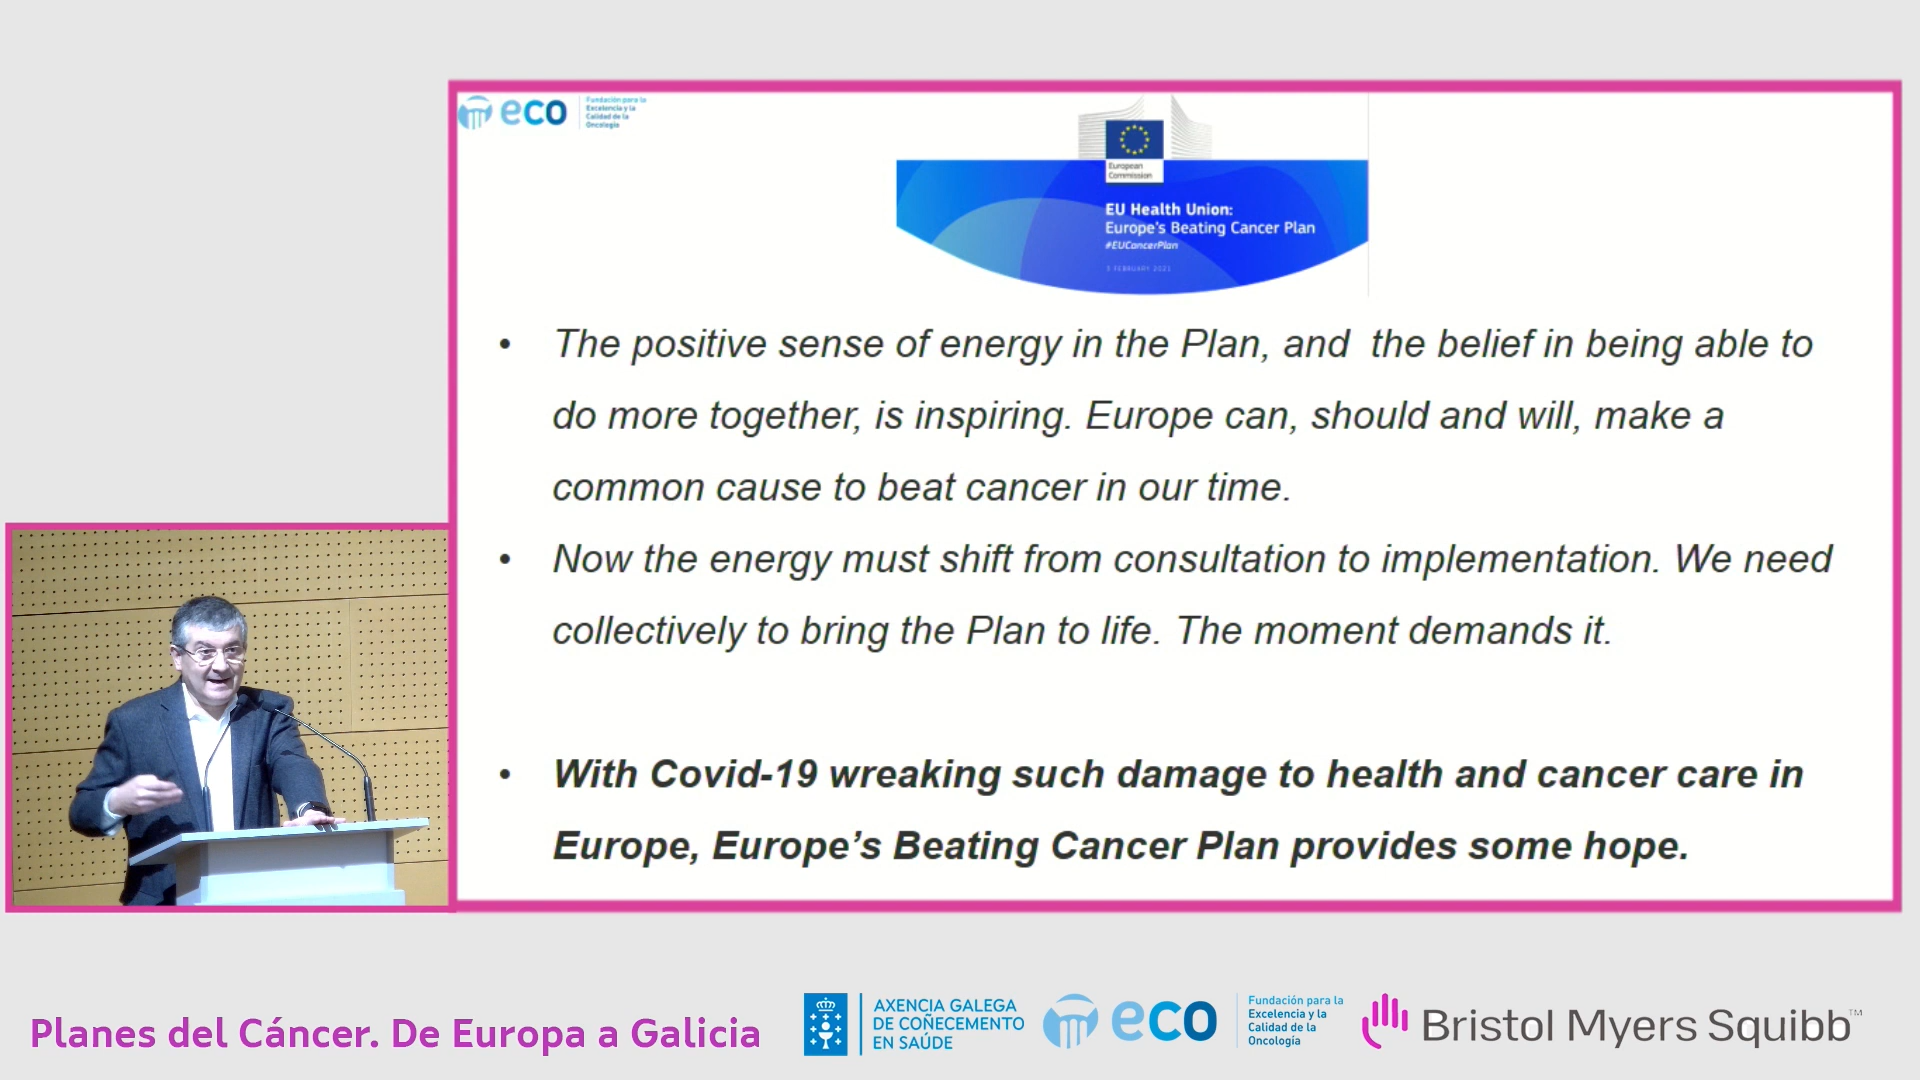 eco
Fundación para la
Excelencia y la
Calidad de la
Oncología
European
Commission
EU Health Union:
Europe's Beating Cancer Plan
#EUCancerPlan
3 FEBRUARY 2021
• The positive sense of energy in the Plan, and  the belief in being able to
do more together, is inspiring. Europe can, should and will, make a
common cause to beat cancer in our time.
• Now the energy must shift from consultation to implementation. We need
collectively to bring the Plan to life. The moment demands it.
• With Covid-19 wreaking such damage to health and cancer care in
Europe, Europe’s Beating Cancer Plan provides some hope.
Planes del Cáncer. De Europa a Galicia
AXENCIA GALEGA
DE COÑECEMENTO
EN SAÚDE
eco
Fundación para la
Excelencia y la
Calidad de la
Oncología
Bristol Myers Squibb™